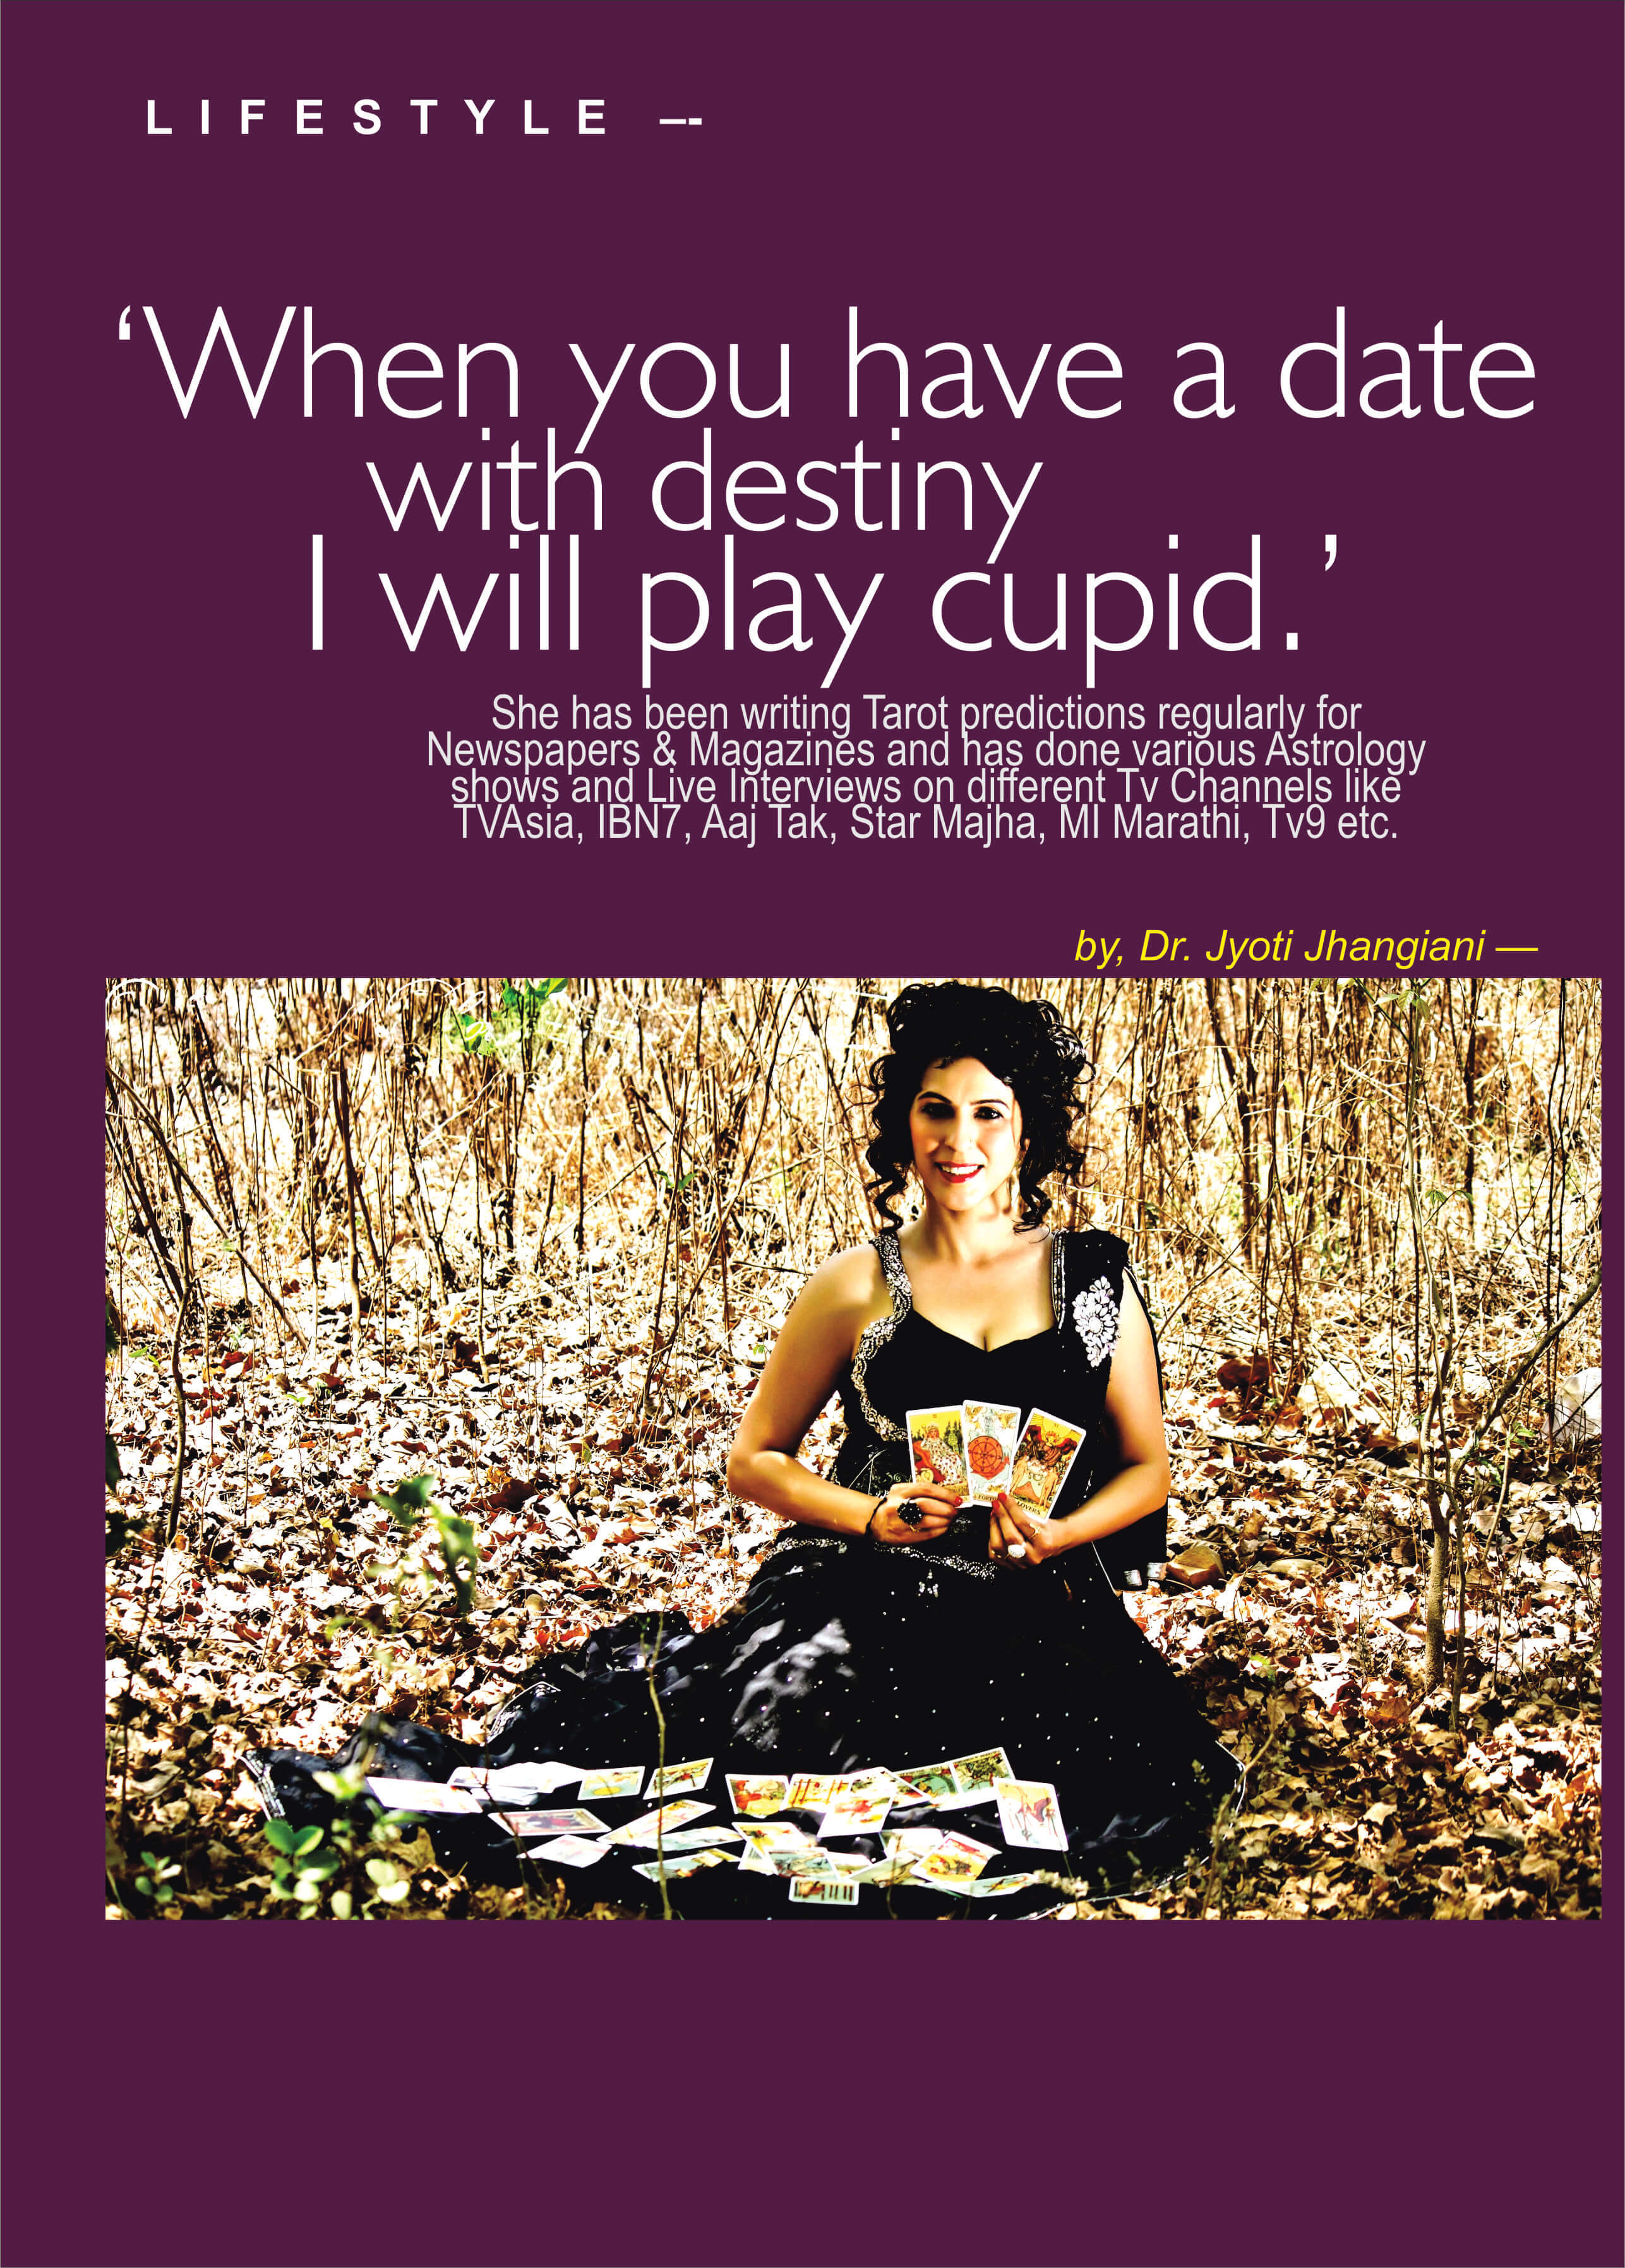 LIFESTYLE –-
‘When you have a date
with destiny
I will play cupid.’
She has been writing Tarot predictions regularly for
Newspapers & Magazines and has done various Astrology
shows and Live Interviews on different Tv Channels like
TVAsia, IBN7, Aaj Tak, Star Majha, MI Marathi, Tv9 etc.
by, Dr. Jyoti Jhangiani —